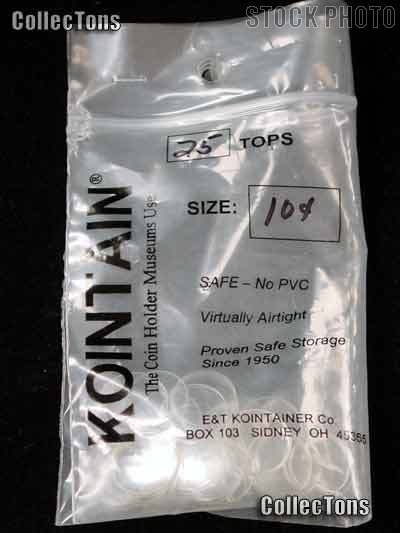 CollecTons
STOCK PHOTO
25 TOPS
SIZE: 10¢
KOINTAIN®
The Coin Holder Museums Use
SAFE – No PVC
Virtually Airtight
Proven Safe Storage
Since 1950
E&T KOINTAINER Co.
BOX 103 SIDNEY OH 45365
CollecTons